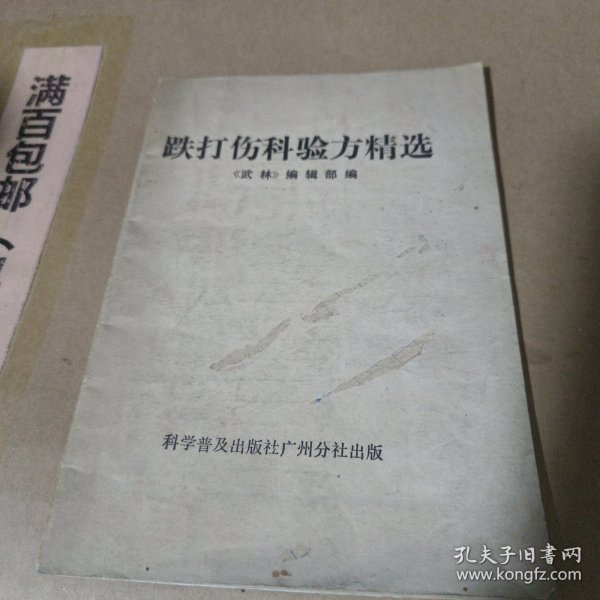 满百包邮
跌打伤科验方精选
《武林》编辑部编
科学普及出版社广州分社出版
孔夫子旧书网
www.kongfz.com